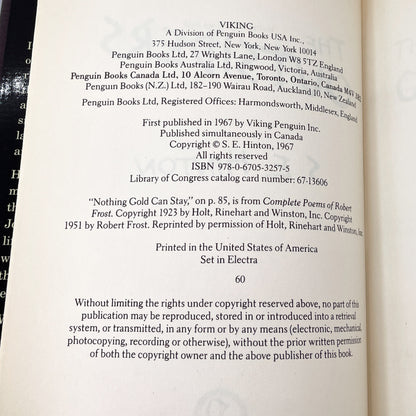 VIKING
A Division of Penguin Books USA Inc.,
375 Hudson Street, New York, New York 10014
Penguin Books Ltd, 27 Wrights Lane, London W8 5TZ England
Penguin Books Australia Ltd, Ringwood, Victoria, Australia
Penguin Books Canada Ltd, 10 Alcorn Avenue, Toronto, Ontario, Canada
Penguin Books (N.Z.) Ltd, 182–190 Wairau Road, Auckland 10, New Zealand
Penguin Books Ltd, Registered Offices: Harmondsworth, Middlesex, England
First published in 1967 by Viking Penguin Inc.
Published simultaneously in Canada
Copyright © S. E. Hinton, 1967
All rights reserved
ISBN 978-0-6705-3257-5
Library of Congress catalog card number: 67-13606
"Nothing Gold Can Stay," on p. 85, is from Complete Poems of Robert
Frost. Copyright 1923 by Holt, Rinehart and Winston, Inc. Copyright
1951 by Robert Frost. Reprinted by permission of Holt, Rinehart and
Winston, Inc.
Printed in the United States of America
Set in Electra
60
Without limiting the rights under copyright reserved above, no part of this
publication may be reproduced, stored in or introduced into a retrieval
system, or transmitted, in any form or by any means (electronic, mechanical,
photocopying, recording or otherwise), without the prior written permission
of both the copyright owner and the above publisher of this book.